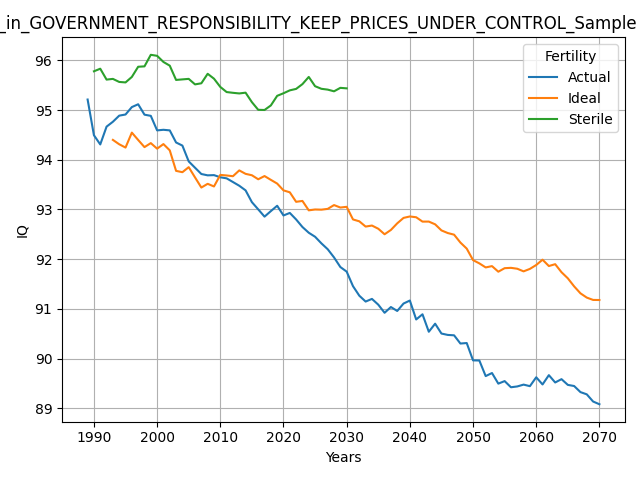 _in_GOVERNMENT_RESPONSIBILITY_KEEP_PRICES_UNDER_CONTROL_Sample
Fertility
Actual
Ideal
Sterile
IQ
96
95
94
93
92
91
90
89
1990 2000 2010 2020 2030 2040 2050 2060 2070
Years